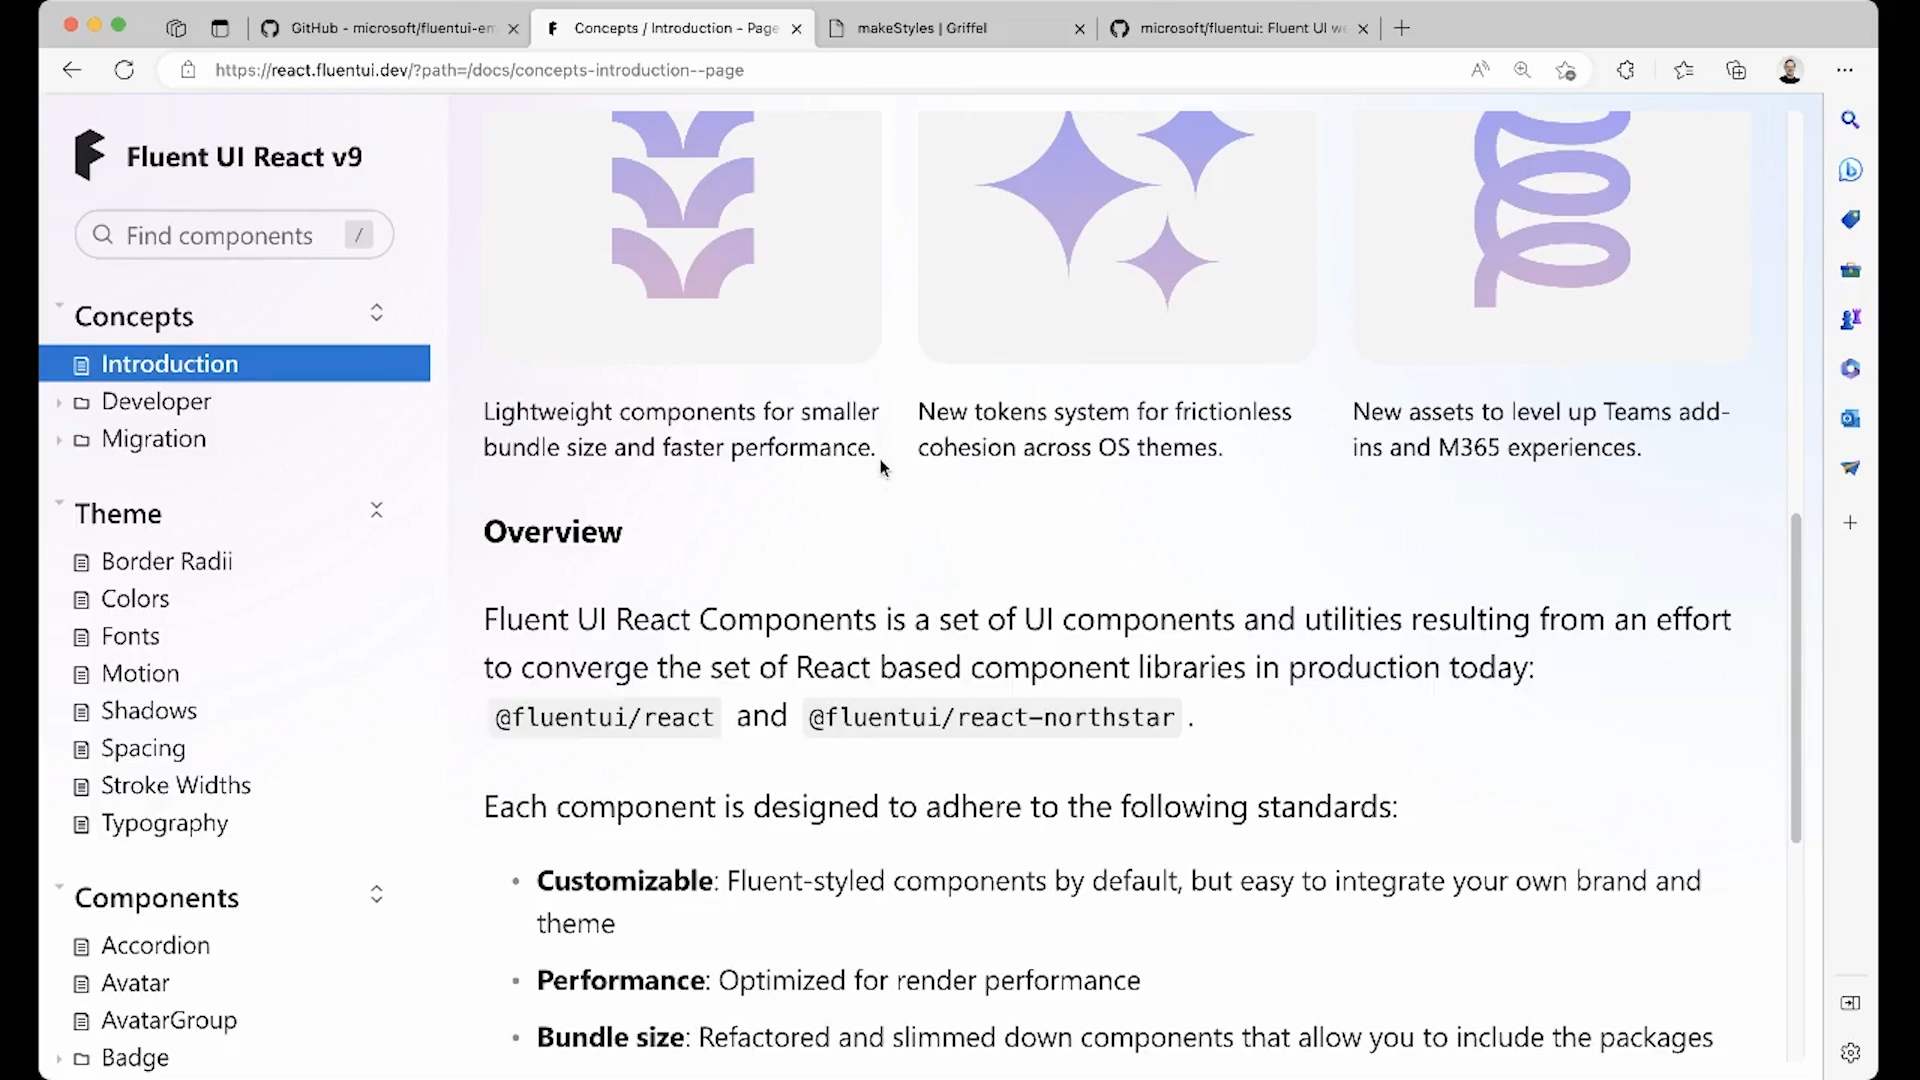 GitHub - microsoft/fluentui-em
Concepts / Introduction - Page
makeStyles | Griffel
microsoft/fluentui: Fluent UI we
https://react.fluentui.dev/?path=/docs/concepts-introduction--page
Fluent UI React v9
Find components /
Concepts
Introduction
Developer
Migration
Theme
Border Radii
Colors
Fonts
Motion
Shadows
Spacing
Stroke Widths
Typography
Components
Accordion
Avatar
AvatarGroup
Badge
Lightweight components for smaller
bundle size and faster performance.
New tokens system for frictionless
cohesion across OS themes.
New assets to level up Teams add-
ins and M365 experiences.
Overview
Fluent UI React Components is a set of UI components and utilities resulting from an effort
to converge the set of React based component libraries in production today:
@fluentui/react and @fluentui/react-northstar .
Each component is designed to adhere to the following standards:
• Customizable: Fluent-styled components by default, but easy to integrate your own brand and
theme
• Performance: Optimized for render performance
• Bundle size: Refactored and slimmed down components that allow you to include the packages